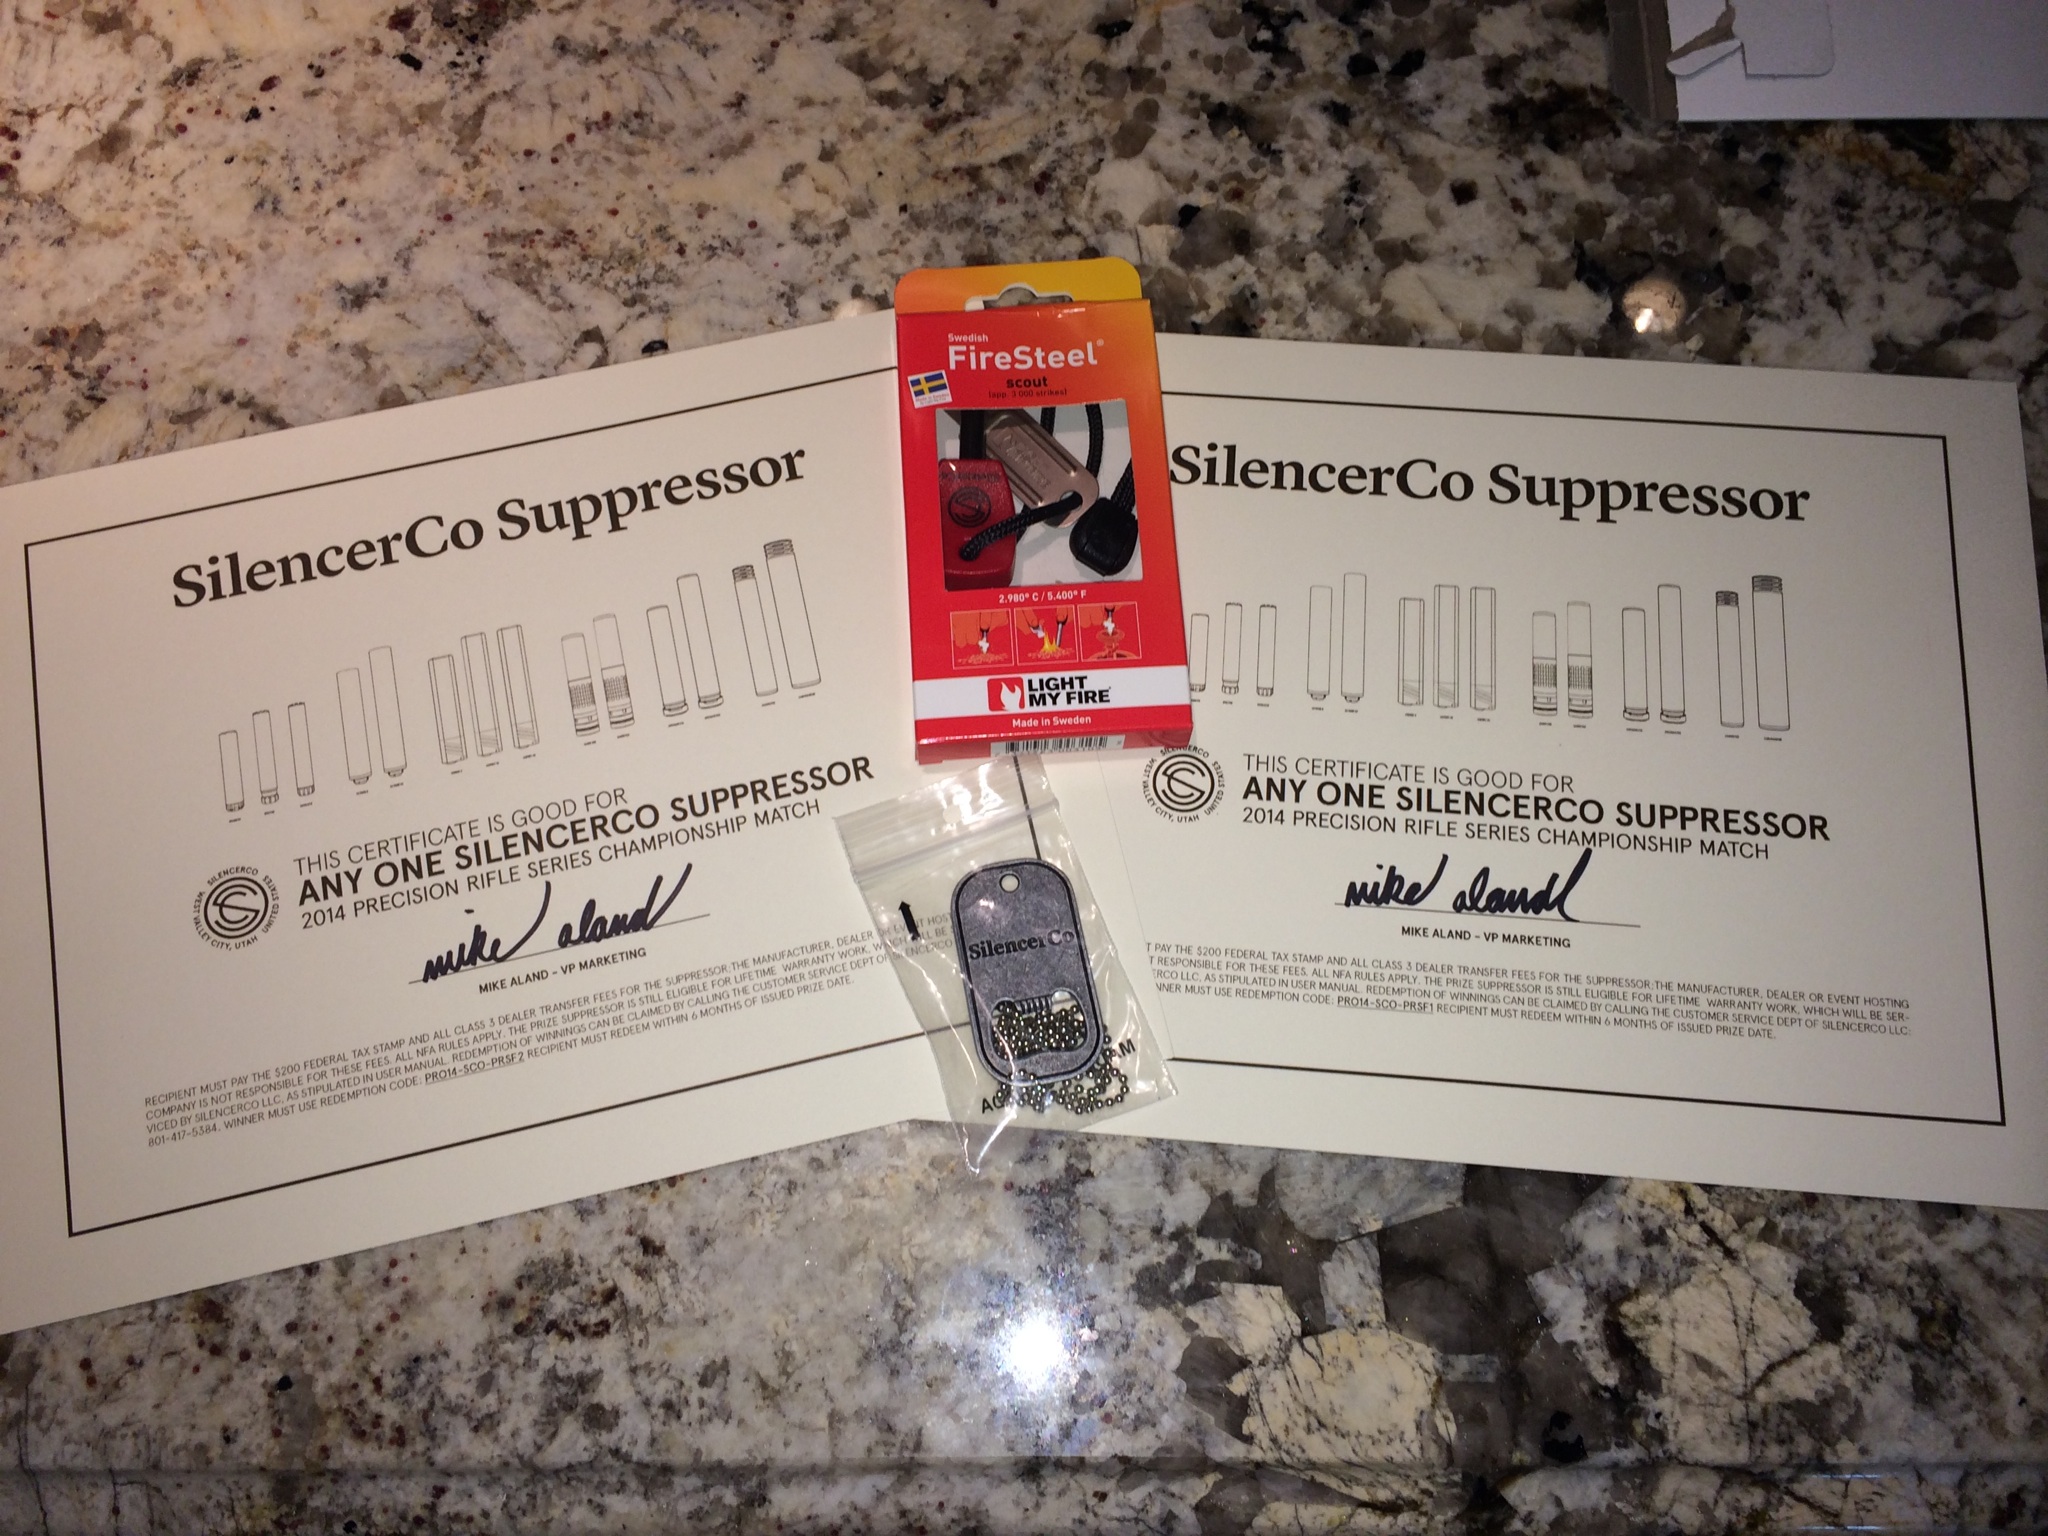 SilencerCo Suppressor
THIS CERTIFICATE IS GOOD FOR
ANY ONE SILENCERCO SUPPRESSOR
2014 PRECISION RIFLE SERIES CHAMPIONSHIP MATCH
SILENCERCO
WEST VALLEY CITY, UTAH
UNITED STATES
mike aland
MIKE ALAND – VP MARKETING
RECIPIENT MUST PAY THE $200 FEDERAL TAX STAMP AND ALL CLASS 3 DEALER TRANSFER FEES FOR THE SUPPRESSOR; THE MANUFACTURER, DEALER OR EVENT HOST
COMPANY IS NOT RESPONSIBLE FOR THESE FEES. ALL NFA RULES APPLY. THE PRIZE SUPPRESSOR IS STILL ELIGIBLE FOR LIFETIME WARRANTY WORK, WHICH WILL BE
VICED BY SILENCERCO LLC, AS STIPULATED IN USER MANUAL. REDEMPTION OF WINNINGS CAN BE CLAIMED BY CALLING THE CUSTOMER SERVICE DEPT OF SILENCERCO
801-417-5384. WINNER MUST USE REDEMPTION CODE: PRO14-SCO-PRSF2 RECIPIENT MUST REDEEM WITHIN 6 MONTHS OF ISSUED PRIZE DATE.
Swedish
FireSteel®
scout
(app. 3 000 strikes)
2.980° C / 5.400° F
LIGHT
MY FIRE
Made in Sweden
SilencerCo
SilencerCo Suppressor
THIS CERTIFICATE IS GOOD FOR
ANY ONE SILENCERCO SUPPRESSOR
2014 PRECISION RIFLE SERIES CHAMPIONSHIP MATCH
SILENCERCO
WEST VALLEY CITY, UTAH
UNITED STATES
mike aland
MIKE ALAND – VP MARKETING
PAY THE $200 FEDERAL TAX STAMP AND ALL CLASS 3 DEALER TRANSFER FEES FOR THE SUPPRESSOR; THE MANUFACTURER, DEALER OR EVENT HOSTING
RESPONSIBLE FOR THESE FEES. ALL NFA RULES APPLY. THE PRIZE SUPPRESSOR IS STILL ELIGIBLE FOR LIFETIME WARRANTY WORK, WHICH WILL BE SER-
LLC, AS STIPULATED IN USER MANUAL. REDEMPTION OF WINNINGS CAN BE CLAIMED BY CALLING THE CUSTOMER SERVICE DEPT OF SILENCERCO LLC:
MUST USE REDEMPTION CODE: PRO14-SCO-PRSF1 RECIPIENT MUST REDEEM WITHIN 6 MONTHS OF ISSUED PRIZE DATE.